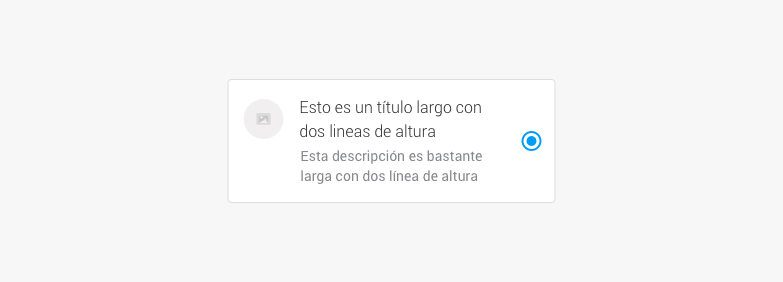 Esto es un título largo con
dos lineas de altura
Esta descripción es bastante
larga con dos línea de altura